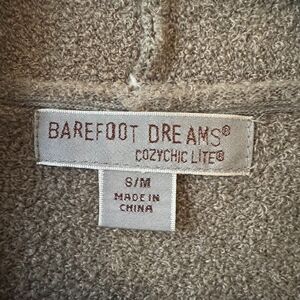 BAREFOOT DREAMS®
COZYCHIC LITE®
S/M
MADE IN
CHINA